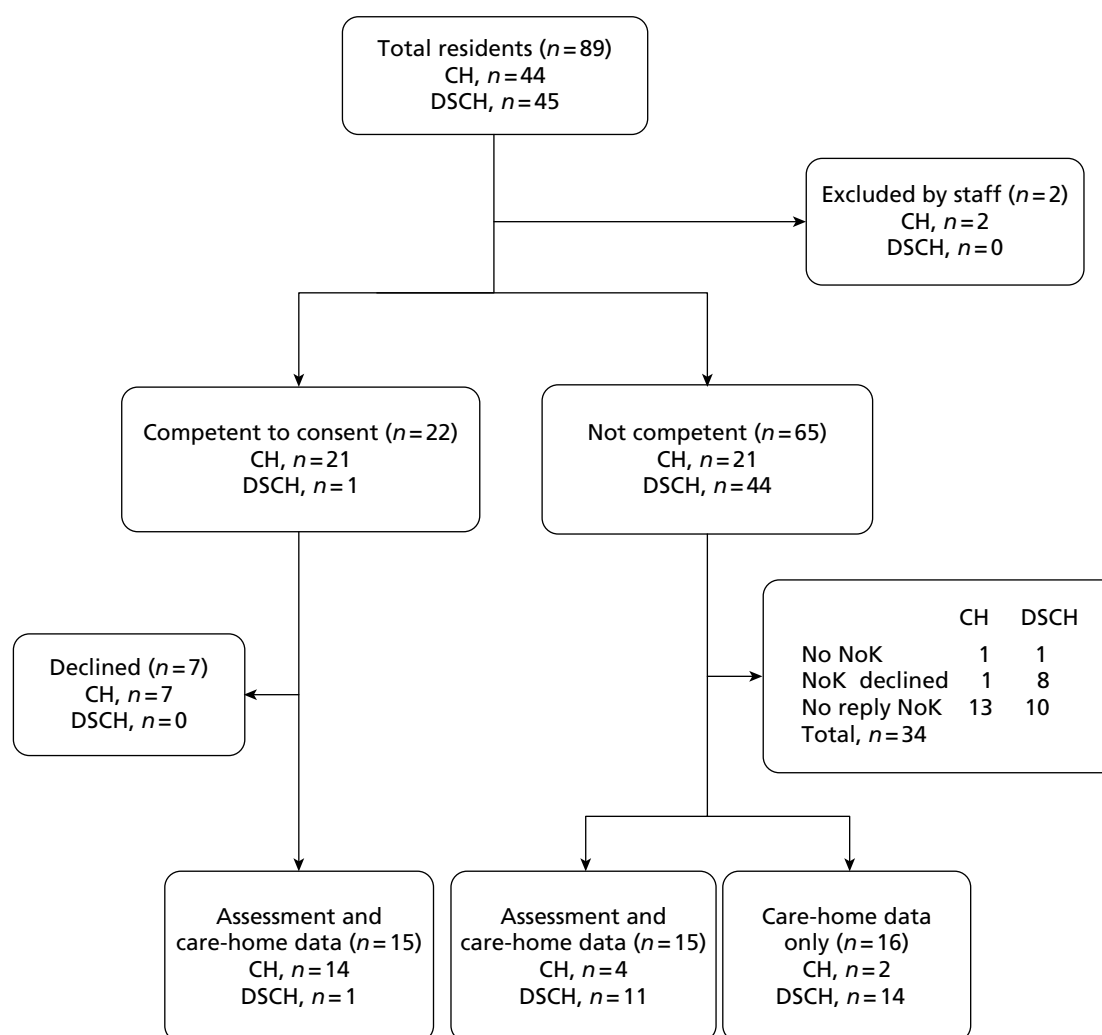 Total residents (n=89)
CH, n=44
DSCH, n=45
Excluded by staff (n=2)
CH, n=2
DSCH, n=0
Competent to consent (n=22)
CH, n=21
DSCH, n=1
Not competent (n=65)
CH, n=21
DSCH, n=44
CH DSCH
No NoK 1 1
NoK declined 1 8
No reply NoK 13 10
Total, n=34
Declined (n=7)
CH, n=7
DSCH, n=0
Assessment and
care-home data (n=15)
CH, n=14
DSCH, n=1
Assessment and
care-home data (n=15)
CH, n=4
DSCH, n=11
Care-home data
only (n=16)
CH, n=2
DSCH, n=14